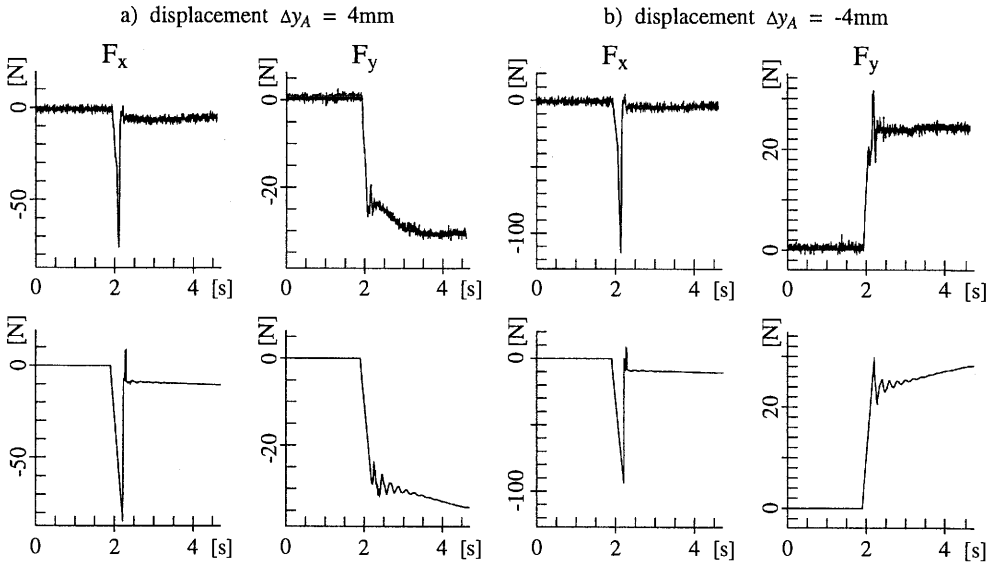 a) displacement Δy_A = 4mm
b) displacement Δy_A = -4mm
F_x
F_y
F_x
F_y
[N]
0
-50
0 2 4 [s]
[N]
0
-20
0 2 4 [s]
[N]
0
-100
0 2 4 [s]
[N]
20
0
0 2 4 [s]
[N]
0
-50
0 2 4 [s]
[N]
0
-20
0 2 4 [s]
[N]
0
-100
0 2 4 [s]
[N]
20
0
0 2 4 [s]